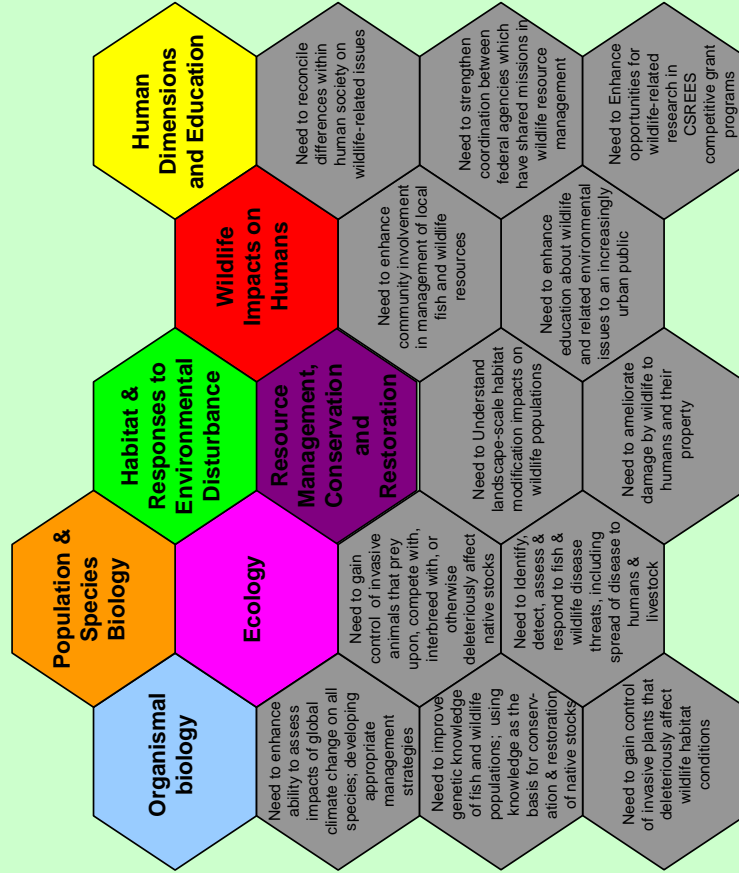 Organismal
biology
Population &
Species
Biology
Ecology
Habitat &
Responses to
Environmental
Disturbance
Resource
Management,
Conservation
and
Restoration
Wildlife
Impacts on
Humans
Human
Dimensions
and Education
Need to enhance
ability to assess
impacts of global
climate change on all
species; developing
appropriate
management
strategies
Need to gain
control of invasive
animals that prey
upon, compete with,
interbreed with, or
otherwise
deleteriously affect
native stocks
Need to enhance
community involvement
in management of local
fish and wildlife
resources
Need to reconcile
differences within
human society on
wildlife-related issues
Need to improve
genetic knowledge
of fish and wildlife
populations; using
knowledge as the
basis for conserv-
ation & restoration
of native stocks
Need to Identify,
detect, assess &
respond to fish &
wildlife disease
threats, including
spread of disease to
humans &
livestock
Need to Understand
landscape-scale habitat
modification impacts on
wildlife populations
Need to enhance
education about wildlife
and related environmental
issues to an increasingly
urban public
Need to strengthen
coordination between
federal agencies which
have shared missions in
wildlife resource
management
Need to gain control
of invasive plants that
deleteriously affect
wildlife habitat
conditions
Need to ameliorate
damage by wildlife to
humans and their
property
Need to Enhance
opportunities for
wildlife-related
research in
CSREES
competitive grant
programs